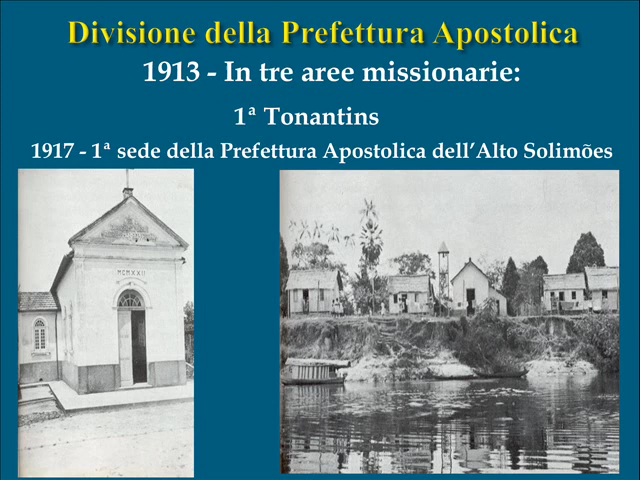 Divisione della Prefettura Apostolica
1913 - In tre aree missionarie:
1ª Tonantins
1917 - 1ª sede della Prefettura Apostolica dell’Alto Solimões
MCMXXII